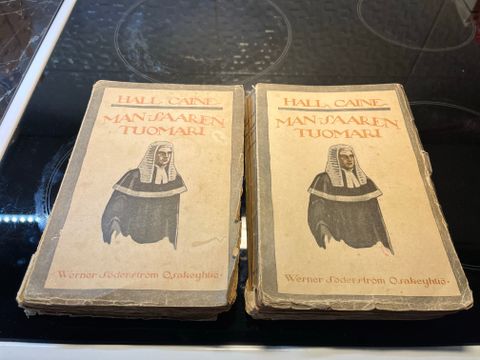 HALL CAINE
MAN SAAREN
TUOMARI
Werner Söderström Osakeyhtiö
HALL CAINE
MAN SAAREN
TUOMARI
Werner Söderström Osakeyhtiö